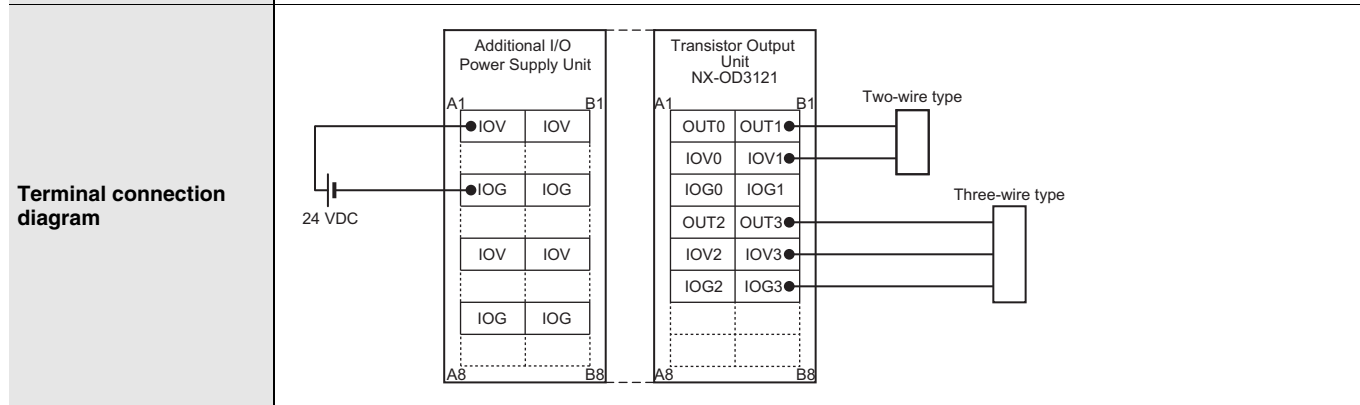 Terminal connection
diagram
Additional I/O
Power Supply Unit
A1 B1
IOV IOV
IOG IOG
IOV IOV
IOG IOG
A8 B8
24 VDC
Transistor Output
Unit
NX-OD3121
A1 B1
OUT0 OUT1
IOV0 IOV1
IOG0 IOG1
OUT2 OUT3
IOV2 IOV3
IOG2 IOG3
A8 B8
Two-wire type
Three-wire type